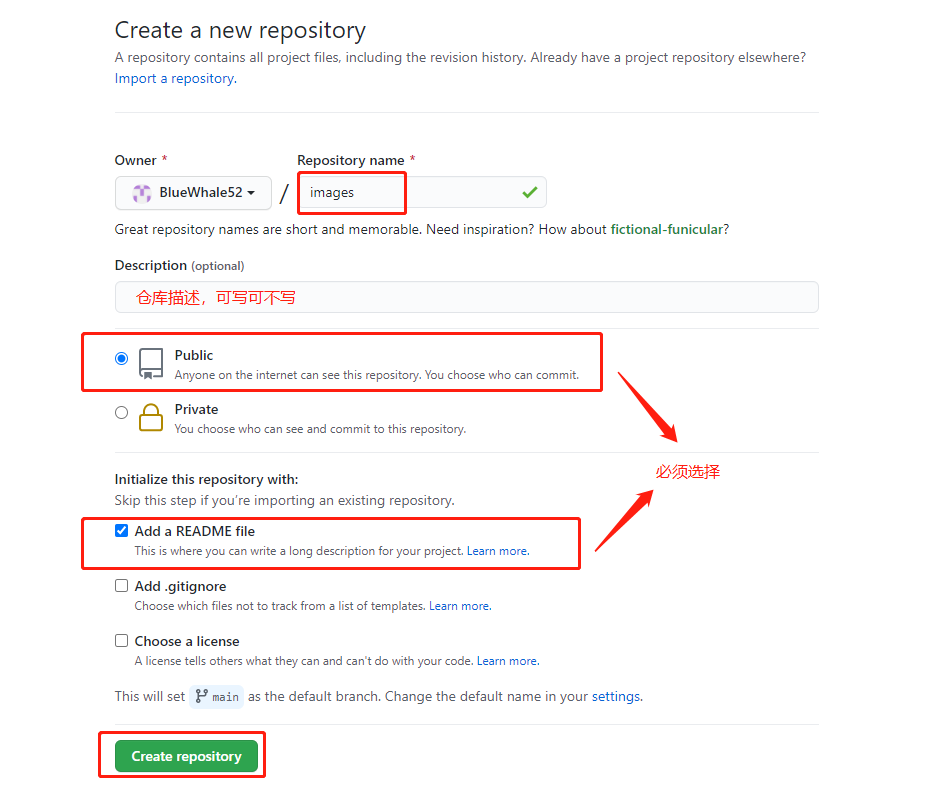 Create a new repository
A repository contains all project files, including the revision history. Already have a project repository elsewhere?
Import a repository.
Owner *
Repository name *
BlueWhale52
/
images
Great repository names are short and memorable. Need inspiration? How about fictional-funicular?
Description (optional)
仓库描述，可写可不写
Public
Anyone on the internet can see this repository. You choose who can commit.
Private
You choose who can see and commit to this repository.
必须选择
Initialize this repository with:
Skip this step if you're importing an existing repository.
Add a README file
This is where you can write a long description for your project. Learn more.
Add .gitignore
Choose which files not to track from a list of templates. Learn more.
Choose a license
A license tells others what they can and can't do with your code. Learn more.
This will set main as the default branch. Change the default name in your settings.
Create repository